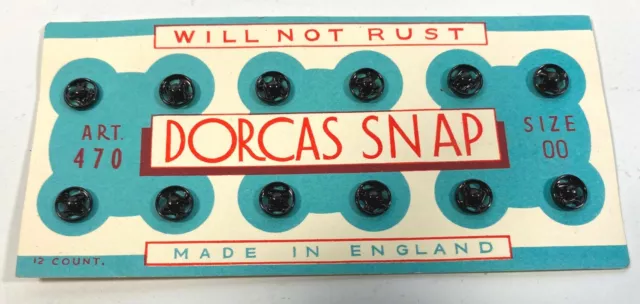 WILL NOT RUST
ART.
470
DORCAS SNAP
SIZE
00
MADE IN ENGLAND
12 COUNT.